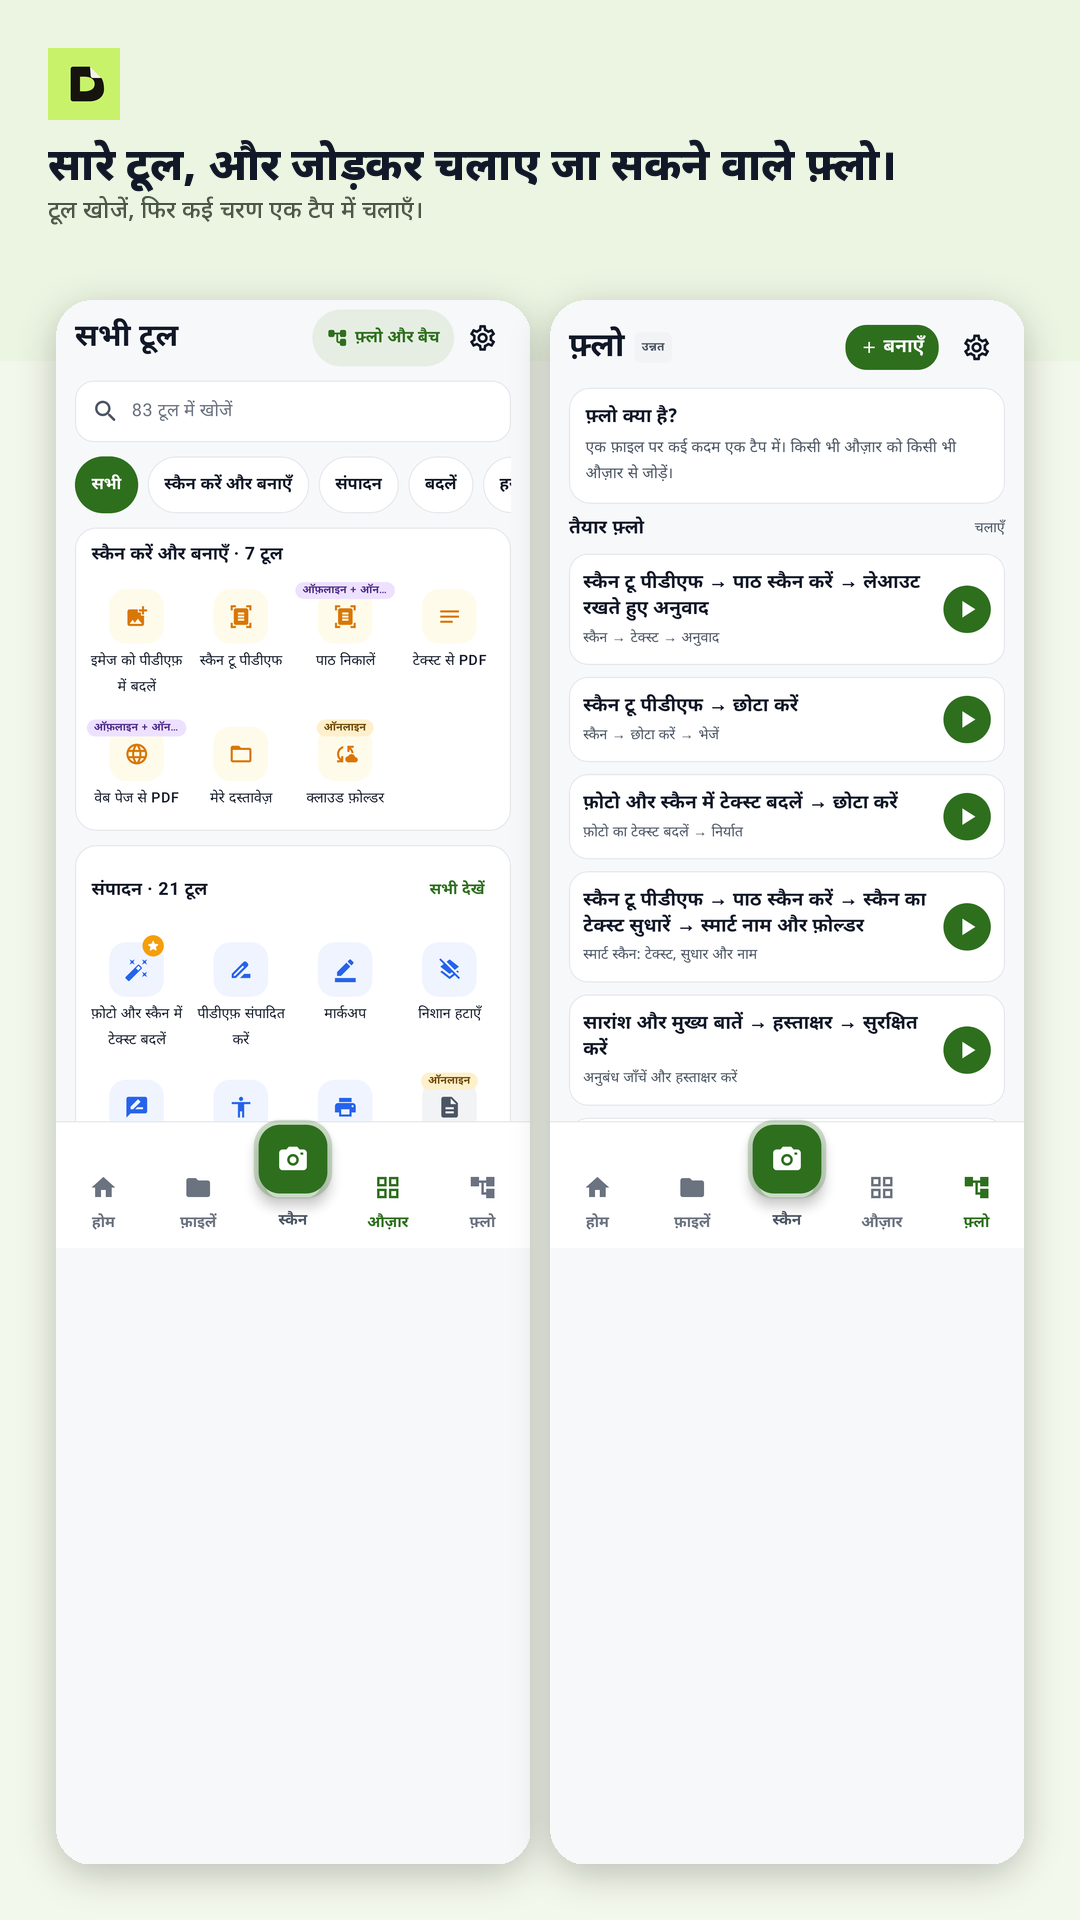 सारे टूल, और जोड़कर चलाए जा सकने वाले फ़्लो।
टूल खोजें, फिर कई चरण एक टैप में चलाएँ।
सभी टूल
फ़्लो और बैच
83 टूल में खोजें
सभी
स्कैन करें और बनाएँ
संपादन
बदलें
स्कैन करें और बनाएँ · 7 टूल
ऑफ़लाइन + ऑन…
इमेज को पीडीएफ़
में बदलें
स्कैन टू पीडीएफ
पाठ निकालें
टेक्स्ट से PDF
ऑफ़लाइन + ऑन…
ऑनलाइन
वेब पेज से PDF
मेरे दस्तावेज़
क्लाउड फ़ोल्डर
संपादन · 21 टूल
सभी देखें
फ़ोटो और स्कैन में
टेक्स्ट बदलें
पीडीएफ़ संपादित
करें
मार्कअप
निशान हटाएँ
ऑनलाइन
होम
फ़ाइलें
स्कैन
औज़ार
फ़्लो
फ़्लो
उन्नत
+ बनाएँ
फ़्लो क्या है?
एक फ़ाइल पर कई कदम एक टैप में। किसी भी औज़ार को किसी भी
औज़ार से जोड़ें।
तैयार फ़्लो
चलाएँ
स्कैन टू पीडीएफ → पाठ स्कैन करें → लेआउट
रखते हुए अनुवाद
स्कैन → टेक्स्ट → अनुवाद
स्कैन टू पीडीएफ → छोटा करें
स्कैन → छोटा करें → भेजें
फ़ोटो और स्कैन में टेक्स्ट बदलें → छोटा करें
फ़ोटो का टेक्स्ट बदलें → निर्यात
स्कैन टू पीडीएफ → पाठ स्कैन करें → स्कैन का
टेक्स्ट सुधारें → स्मार्ट नाम और फ़ोल्डर
स्मार्ट स्कैन: टेक्स्ट, सुधार और नाम
सारांश और मुख्य बातें → हस्ताक्षर → सुरक्षित
करें
अनुबंध जाँचें और हस्ताक्षर करें
होम
फ़ाइलें
स्कैन
औज़ार
फ़्लो